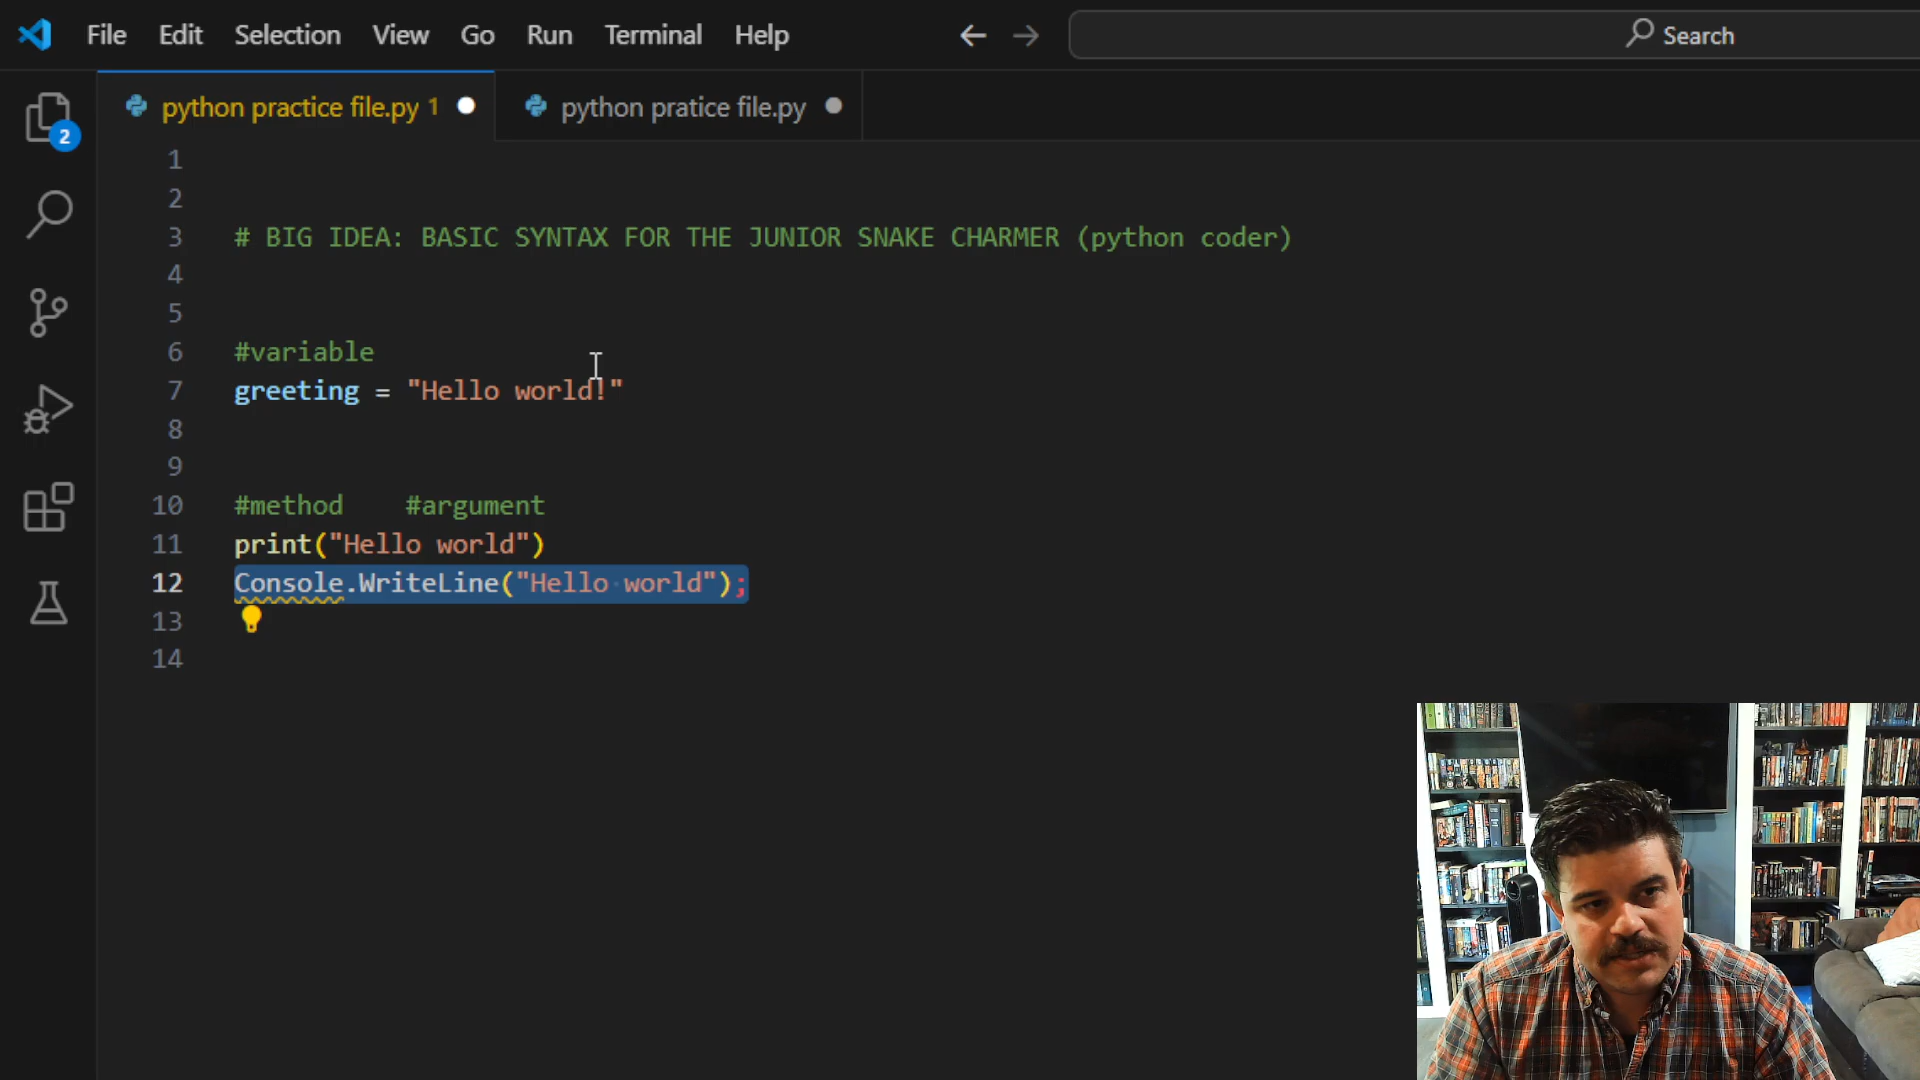 File Edit Selection View Go Run Terminal Help Search
python practice file.py 1 python pratice file.py
2
1
2
3 # BIG IDEA: BASIC SYNTAX FOR THE JUNIOR SNAKE CHARMER (python coder)
4
5
6 #variable
7 greeting = "Hello world!"
8
9
10 #method #argument
11 print("Hello world")
12 Console.WriteLine("Hello world");
13
14